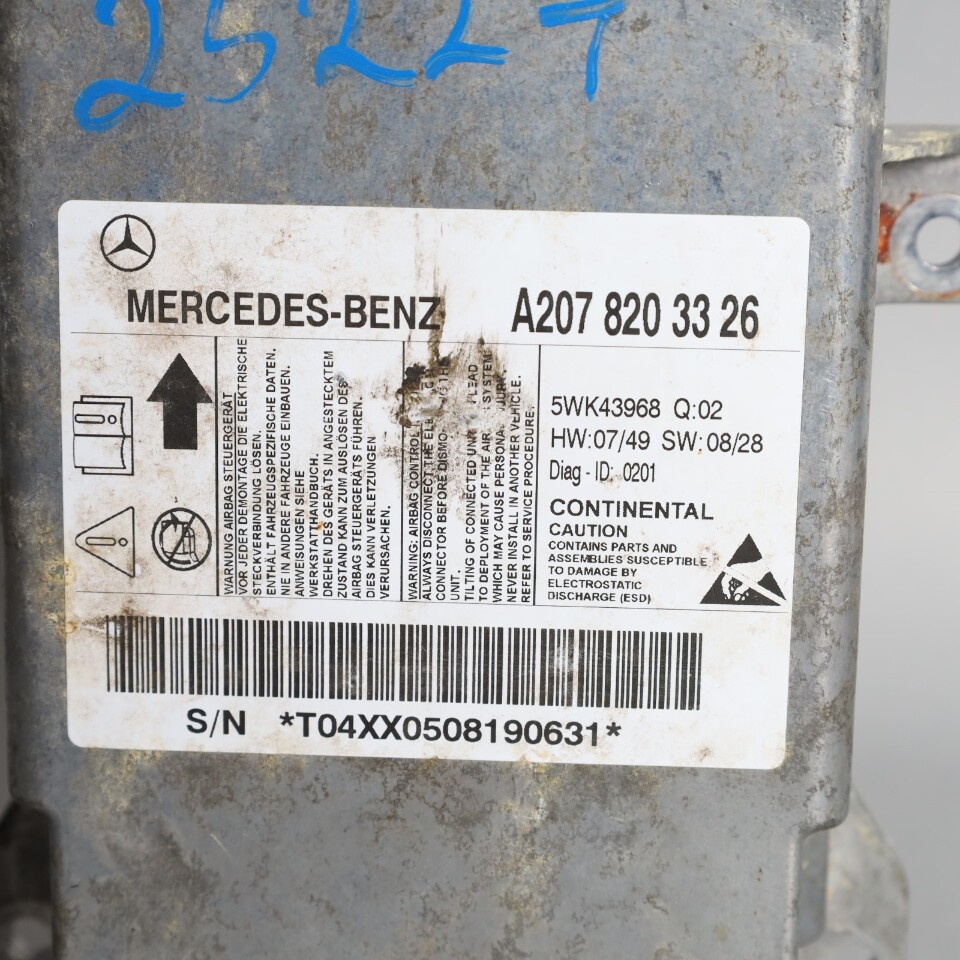 2522
MERCEDES-BENZ
A207 820 33 26
WARNUNG AIRBAG STEUERGERÄT
VOR JEDER DEMONTAGE DIE ELEKTRISCHE
STECKVERBINDUNG LÖSEN.
ENTHÄLT FAHRZEUGSPEZIFISCHE DATEN.
NIE IN ANDERE FAHRZEUGE EINBAUEN.
ANWEISUNGEN SIEHE
WERKSTATTHANDBUCH.
DREHEN DES GERÄTS IN ANGESTECKTEM
ZUSTAND KANN ZUM AUSLÖSEN DES
AIRBAG STEUERGERÄTS FÜHREN.
DIES KANN VERLETZUNGEN
VERURSACHEN.
WARNING: AIRBAG CONTROL
ALWAYS DISCONNECT THE
CONNECTOR BEFORE
UNIT.
TILTING OF CONNECTED LEAD
TO DEPLOYMENT OF THE SYSTEM
WHICH MAY CAUSE
NEVER INSTALL IN ANOTHER VEHICLE.
REFER TO SERVICE PROCEDURE.
5WK43968 Q:02
HW:07/49 SW:08/28
Diag - ID: 0201
CONTINENTAL
CAUTION
CONTAINS PARTS AND
ASSEMBLIES SUSCEPTIBLE
TO DAMAGE BY
ELECTROSTATIC
DISCHARGE (ESD)
S/N *T04XX0508190631*